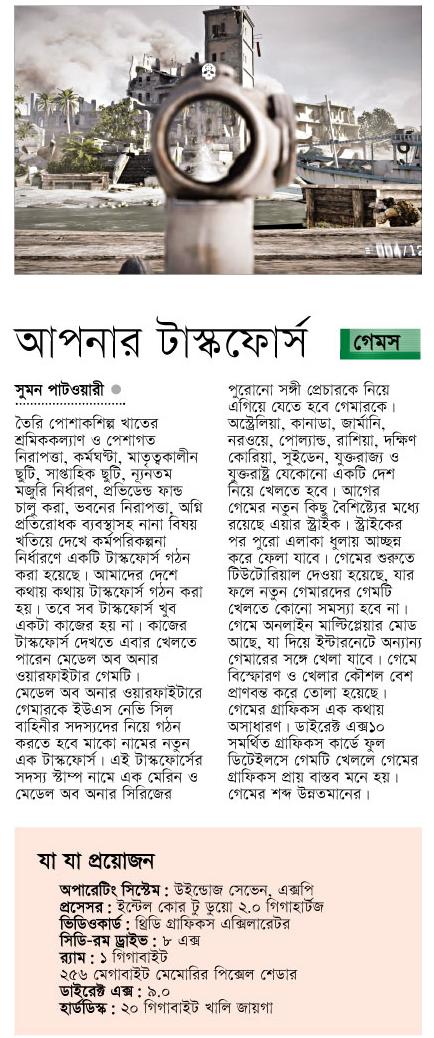 004/12
আপনার টাস্কফোর্স
গেমস
সুমন পাটওয়ারী
তৈরি পোশাকশিল্প খাতের
শ্রমিককল্যাণ ও পেশাগত
নিরাপত্তা, কর্মঘণ্টা, মাতৃত্বকালীন
ছুটি, সাপ্তাহিক ছুটি, ন্যূনতম
মজুরি নির্ধারণ, প্রভিডেন্ড ফান্ড
চালু করা, ভবনের নিরাপত্তা, অগ্নি
প্রতিরোধক ব্যবস্থাসহ নানা বিষয়
খতিয়ে দেখে কর্মপরিকল্পনা
নির্ধারণে একটি টাস্কফোর্স গঠন
করা হয়েছে। আমাদের দেশে
কথায় কথায় টাস্কফোর্স গঠন করা
হয়। তবে সব টাস্কফোর্স খুব
একটা কাজের হয় না। কাজের
টাস্কফোর্স দেখতে এবার খেলতে
পারেন মেডেল অব অনার
ওয়ারফাইটার গেমটি।
মেডেল অব অনার ওয়ারফাইটারে
গেমারকে ইউএস নেভি সিল
বাহিনীর সদস্যদের নিয়ে গঠন
করতে হবে মাকো নামের নতুন
এক টাস্কফোর্স। এই টাস্কফোর্সের
সদস্য স্টাম্প নামে এক মেরিন ও
মেডেল অব অনার সিরিজের
পুরোনো সঙ্গী প্রেচারকে নিয়ে
এগিয়ে যেতে হবে গেমারকে।
অস্ট্রেলিয়া, কানাডা, জার্মানি,
নরওয়ে, পোল্যান্ড, রাশিয়া, দক্ষিণ
কোরিয়া, সুইডেন, যুক্তরাজ্য ও
যুক্তরাষ্ট্র যেকোনো একটি দেশ
নিয়ে খেলতে হবে। আগের
গেমের নতুন কিছু বৈশিষ্ট্যের মধ্যে
রয়েছে এয়ার স্ট্রাইক। স্ট্রাইকের
পর পুরো এলাকা ধুলায় আচ্ছন্ন
করে ফেলা যাবে। গেমের শুরুতে
টিউটোরিয়াল দেওয়া হয়েছে, যার
ফলে নতুন গেমারদের গেমটি
খেলতে কোনো সমস্যা হবে না।
গেমে অনলাইন মাল্টিপ্লেয়ার মোড
আছে, যা দিয়ে ইন্টারনেটে অন্যান্য
গেমারের সঙ্গে খেলা যাবে। গেমে
বিস্ফোরণ ও খেলার কৌশল বেশ
প্রাণবন্ত করে তোলা হয়েছে।
গেমের গ্রাফিকস এক কথায়
অসাধারণ। ডাইরেক্ট এক্স১০
সমর্থিত গ্রাফিকস কার্ডে ফুল
ডিটেইলসে গেমটি খেললে গেমের
গ্রাফিকস প্রায় বাস্তব মনে হয়।
গেমের শব্দ উন্নতমানের।
যা যা প্রয়োজন
অপারেটিং সিস্টেম : উইন্ডোজ সেভেন, এক্সপি
প্রসেসর : ইন্টেল কোর টু ডুয়ো ২.০ গিগাহার্টজ
ভিডিওকার্ড : থ্রিডি গ্রাফিকস এক্সিলারেটর
সিডি-রম ড্রাইভ : ৮ এক্স
র‍্যাম : ১ গিগাবাইট
২৫৬ মেগাবাইট মেমোরির পিক্সেল শেডার
ডাইরেক্ট এক্স : ৯.০
হার্ডডিস্ক : ২০ গিগাবাইট খালি জায়গা